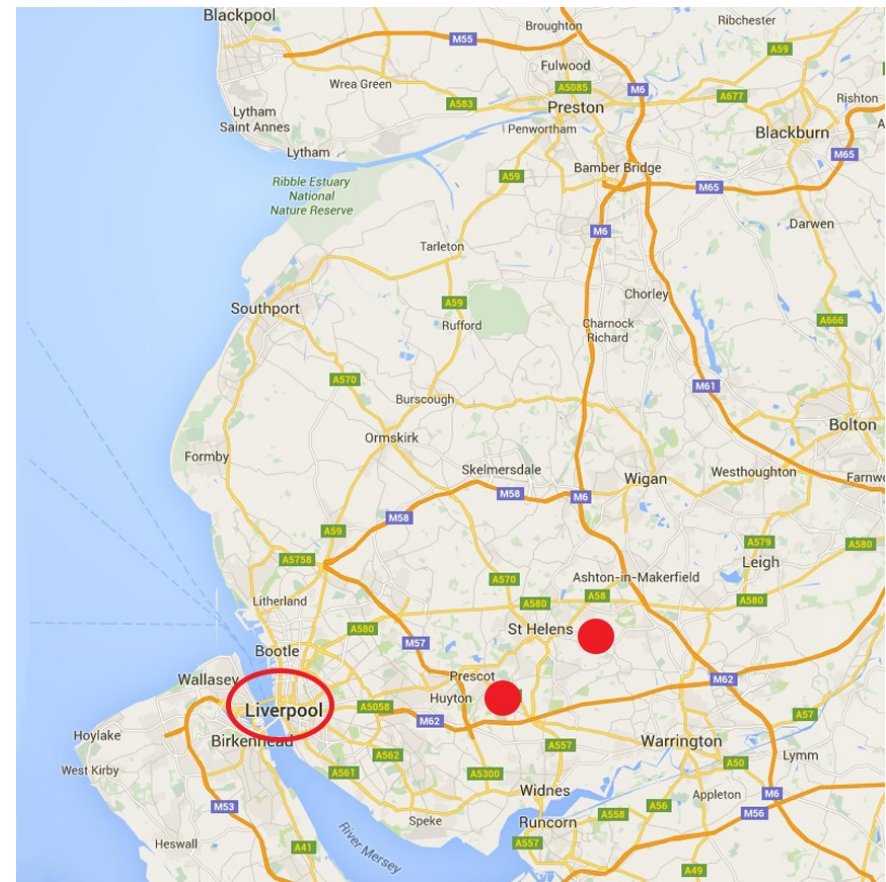 Blackpool
Broughton
Ribchester
M55
A59
Fulwood
Wrea Green
A5085
M6
A583
Preston
A677
Rishton
Lytham
Saint Annes
Penwortham
Blackburn
A
Lytham
M65
Bamber Bridge
A59
M65
Ribble Estuary
National
Nature Reserve
Darwen
M6
Tarleton
Chorley
Southport
A59
Rufford
Charnock
Richard
A666
A570
M61
Burscough
Bolton
Ormskirk
Formby
Skelmersdale
Wigan
Westhoughton
Farnwo
M58
M6
M58
A59
A579
A580
A5758
Leigh
A570
Ashton-in-Makerfield
Litherland
A580
A58
A580
A580
St Helens
M57
Bootle
Wallasey
Prescot
M62
Huyton
Liverpool
A5058
M62
A57
Hoylake
Birkenhead
A557
Warrington
A562
Lymm
West Kirby
A561
A5300
A50
Widnes
Appleton
M6
M53
A56
Speke
Runcorn
A558
M56
River Mersey
Heswall
A41
A557
A49